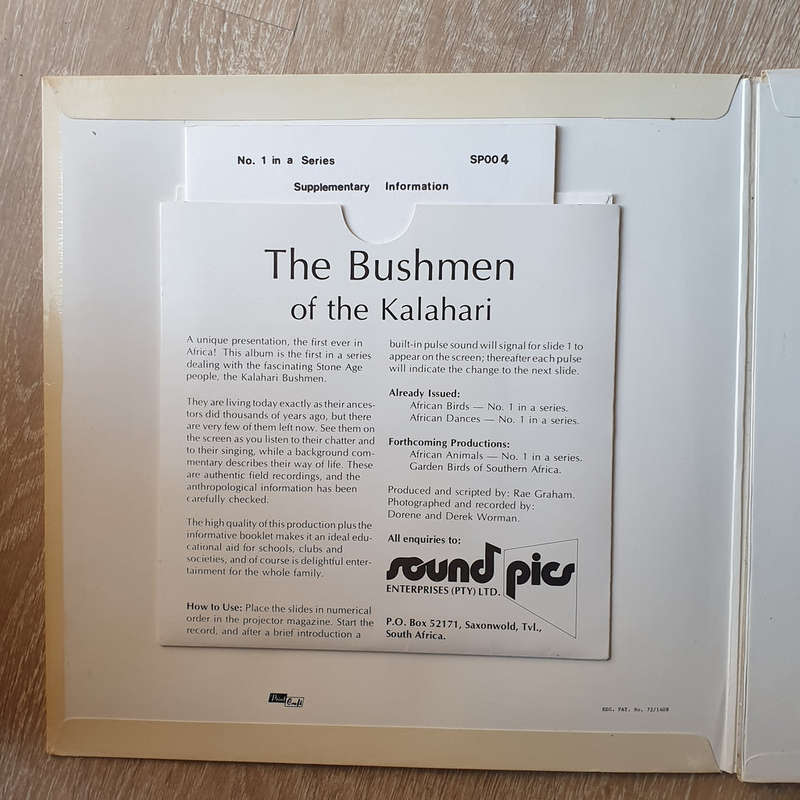 No. 1 in a Series SP00 4
Supplementary Information
The Bushmen
of the Kalahari
A unique presentation, the first ever in
Africa! This album is the first in a series
dealing with the fascinating Stone Age
people, the Kalahari Bushmen.
They are living today exactly as their ances-
tors did thousands of years ago, but there
are very few of them left now. See them on
the screen as you listen to their chatter and
to their singing, while a background com-
mentary describes their way of life. These
are authentic field recordings, and the
anthropological information has been
carefully checked.
The high quality of this production plus the
informative booklet makes it an ideal edu-
cational aid for schools, clubs and
societies, and of course is delightful enter-
tainment for the whole family.
How to Use: Place the slides in numerical
order in the projector magazine. Start the
record, and after a brief introduction a
built-in pulse sound will signal for slide 1 to
appear on the screen; thereafter each pulse
will indicate the change to the next slide.
Already Issued:
African Birds — No. 1 in a series.
African Dances — No. 1 in a series.
Forthcoming Productions:
African Animals — No. 1 in a series.
Garden Birds of Southern Africa.
Produced and scripted by: Rae Graham.
Photographed and recorded by:
Dorene and Derek Worman.
All enquiries to:
sound pics
ENTERPRISES (PTY) LTD.
P.O. Box 52171, Saxonwold, Tvl.,
South Africa.
Print Craft
EDG. PAT. No. 72/1408